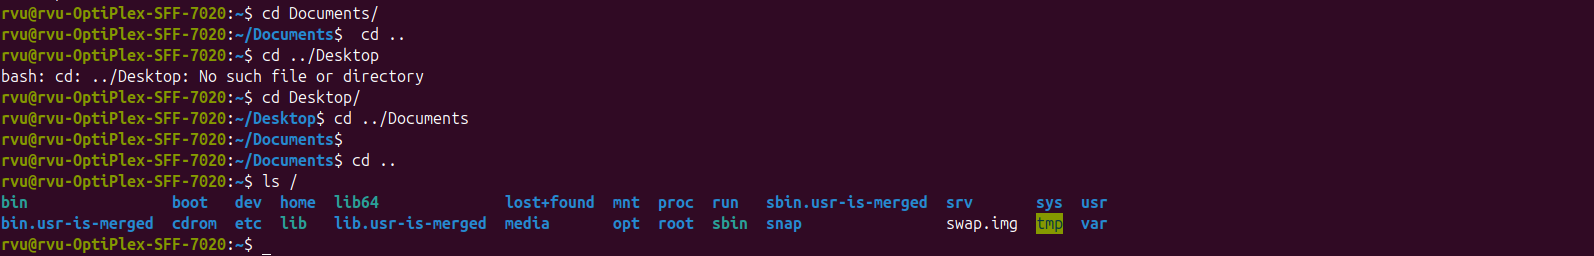 rvu@rvu-OptiPlex-SFF-7020:~$ cd Documents/
rvu@rvu-OptiPlex-SFF-7020:~/Documents$  cd ..
rvu@rvu-OptiPlex-SFF-7020:~$ cd ../Desktop
bash: cd: ../Desktop: No such file or directory
rvu@rvu-OptiPlex-SFF-7020:~$ cd Desktop/
rvu@rvu-OptiPlex-SFF-7020:~/Desktop$ cd ../Documents
rvu@rvu-OptiPlex-SFF-7020:~/Documents$
rvu@rvu-OptiPlex-SFF-7020:~/Documents$ cd ..
rvu@rvu-OptiPlex-SFF-7020:~$ ls /
bin                boot   dev  home  lib64              lost+found  mnt  proc  run   sbin.usr-is-merged  srv       sys  usr
bin.usr-is-merged  cdrom  etc  lib   lib.usr-is-merged  media       opt  root  sbin  snap                swap.img  tmp  var
rvu@rvu-OptiPlex-SFF-7020:~$ _